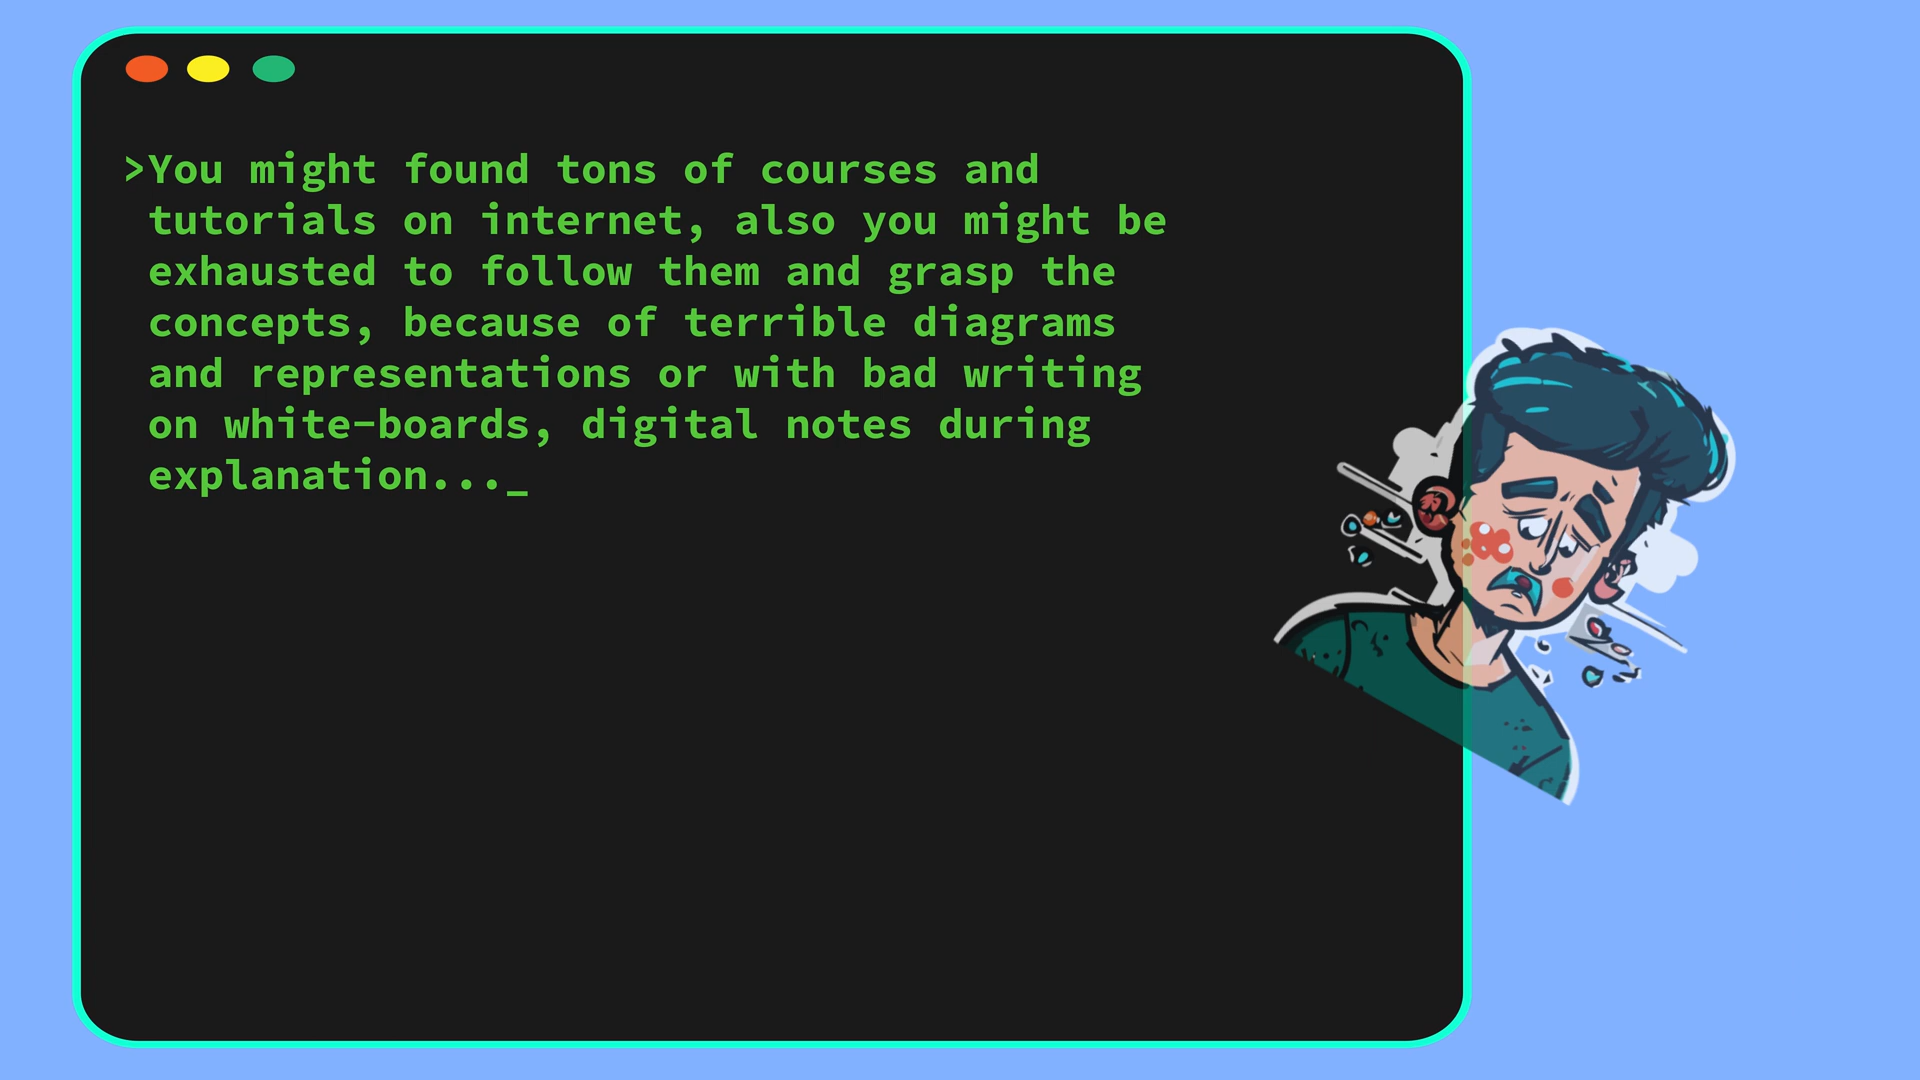 >You might found tons of courses and
tutorials on internet, also you might be
exhausted to follow them and grasp the
concepts, because of terrible diagrams
and representations or with bad writing
on white-boards, digital notes during
explanation..._